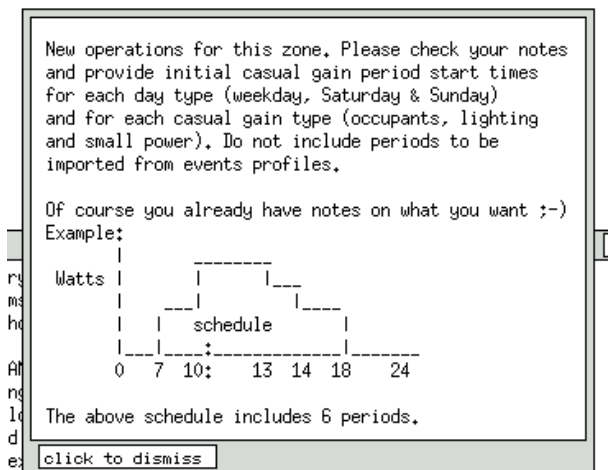 New operations for this zone. Please check your notes
and provide initial casual gain period start times
for each day type (weekday, Saturday & Sunday)
and for each casual gain type (occupants, lighting
and small power). Do not include periods to be
imported from events profiles.
Of course you already have notes on what you want ;-)
Example:
Watts
schedule
0 7 10: 13 14 18 24
The above schedule includes 6 periods.
click to dismiss